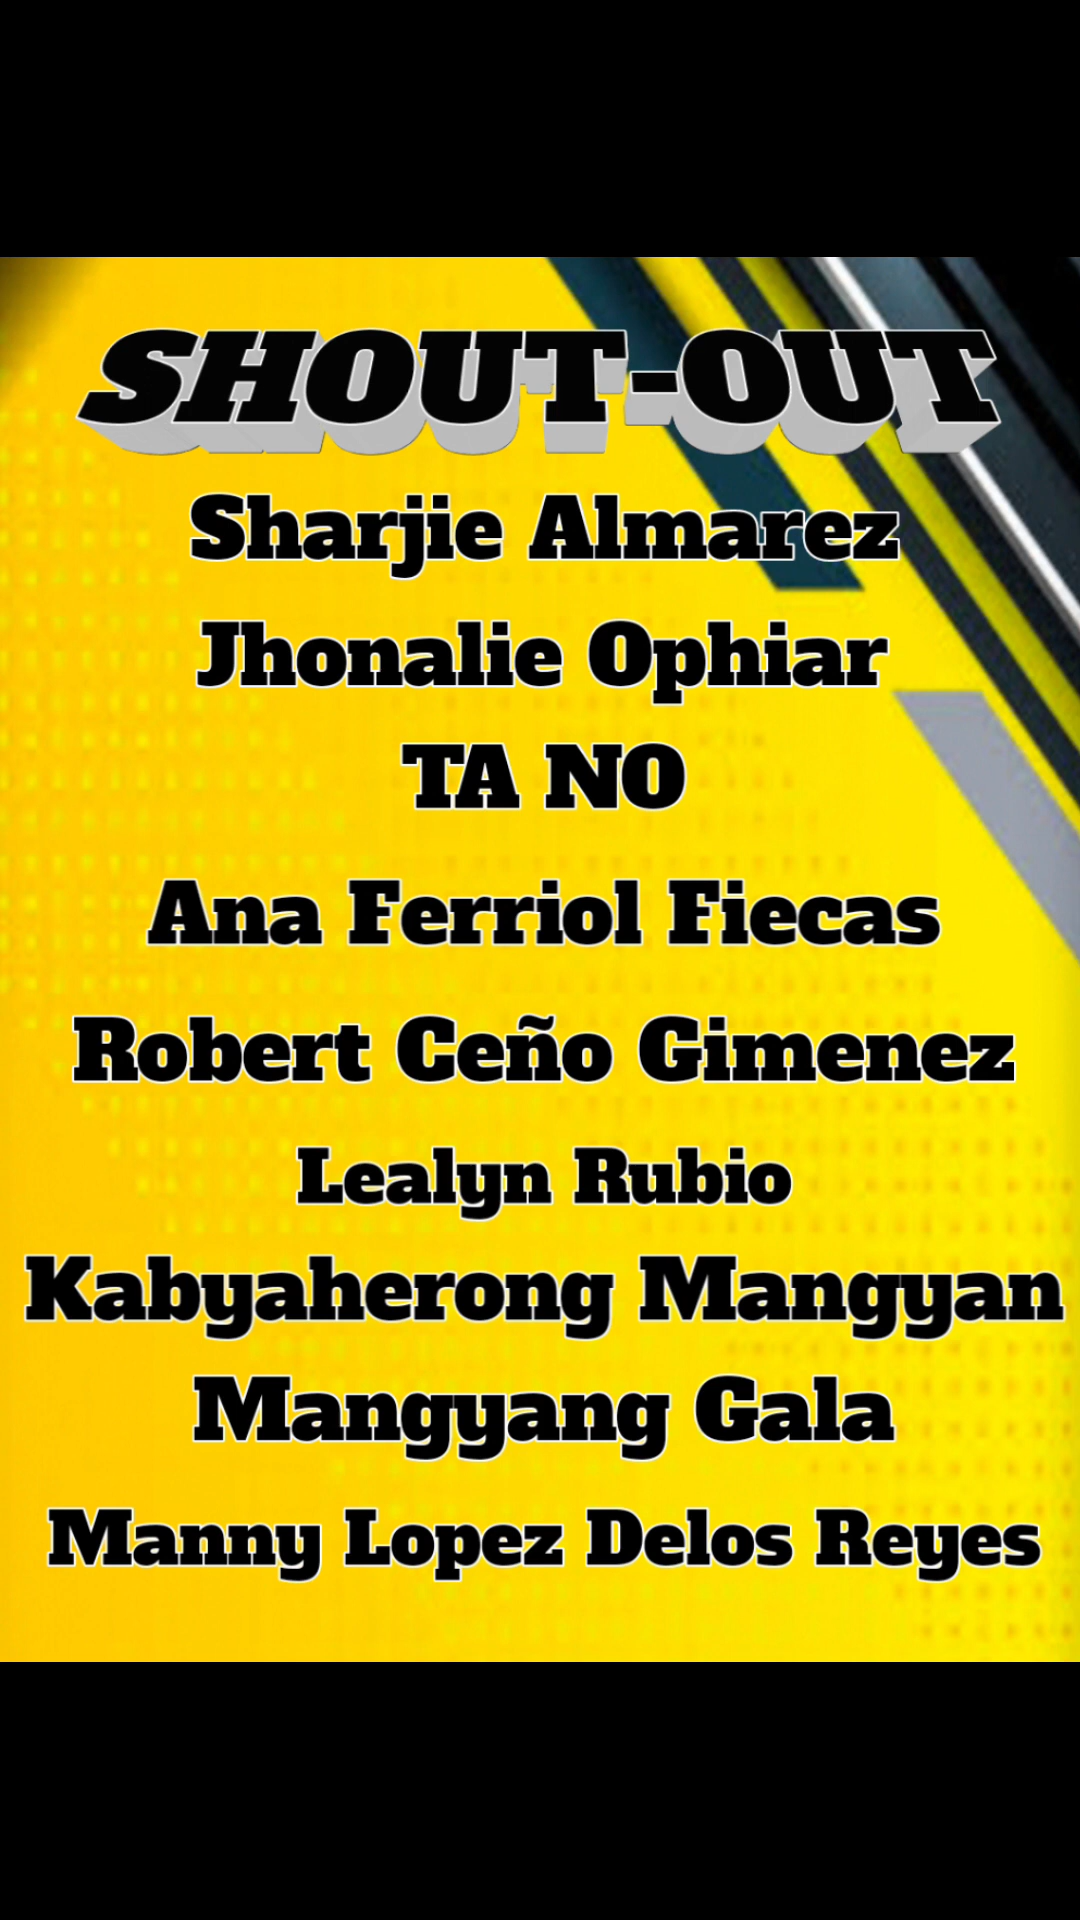 SHOUT-OUT
Sharjie Almarez
Jhonalie Ophiar
TA NO
Ana Ferriol Fiecas
Robert Ceño Gimenez
Lealyn Rubio
Kabyaherong Mangyan
Mangyang Gala
Manny Lopez Delos Reyes